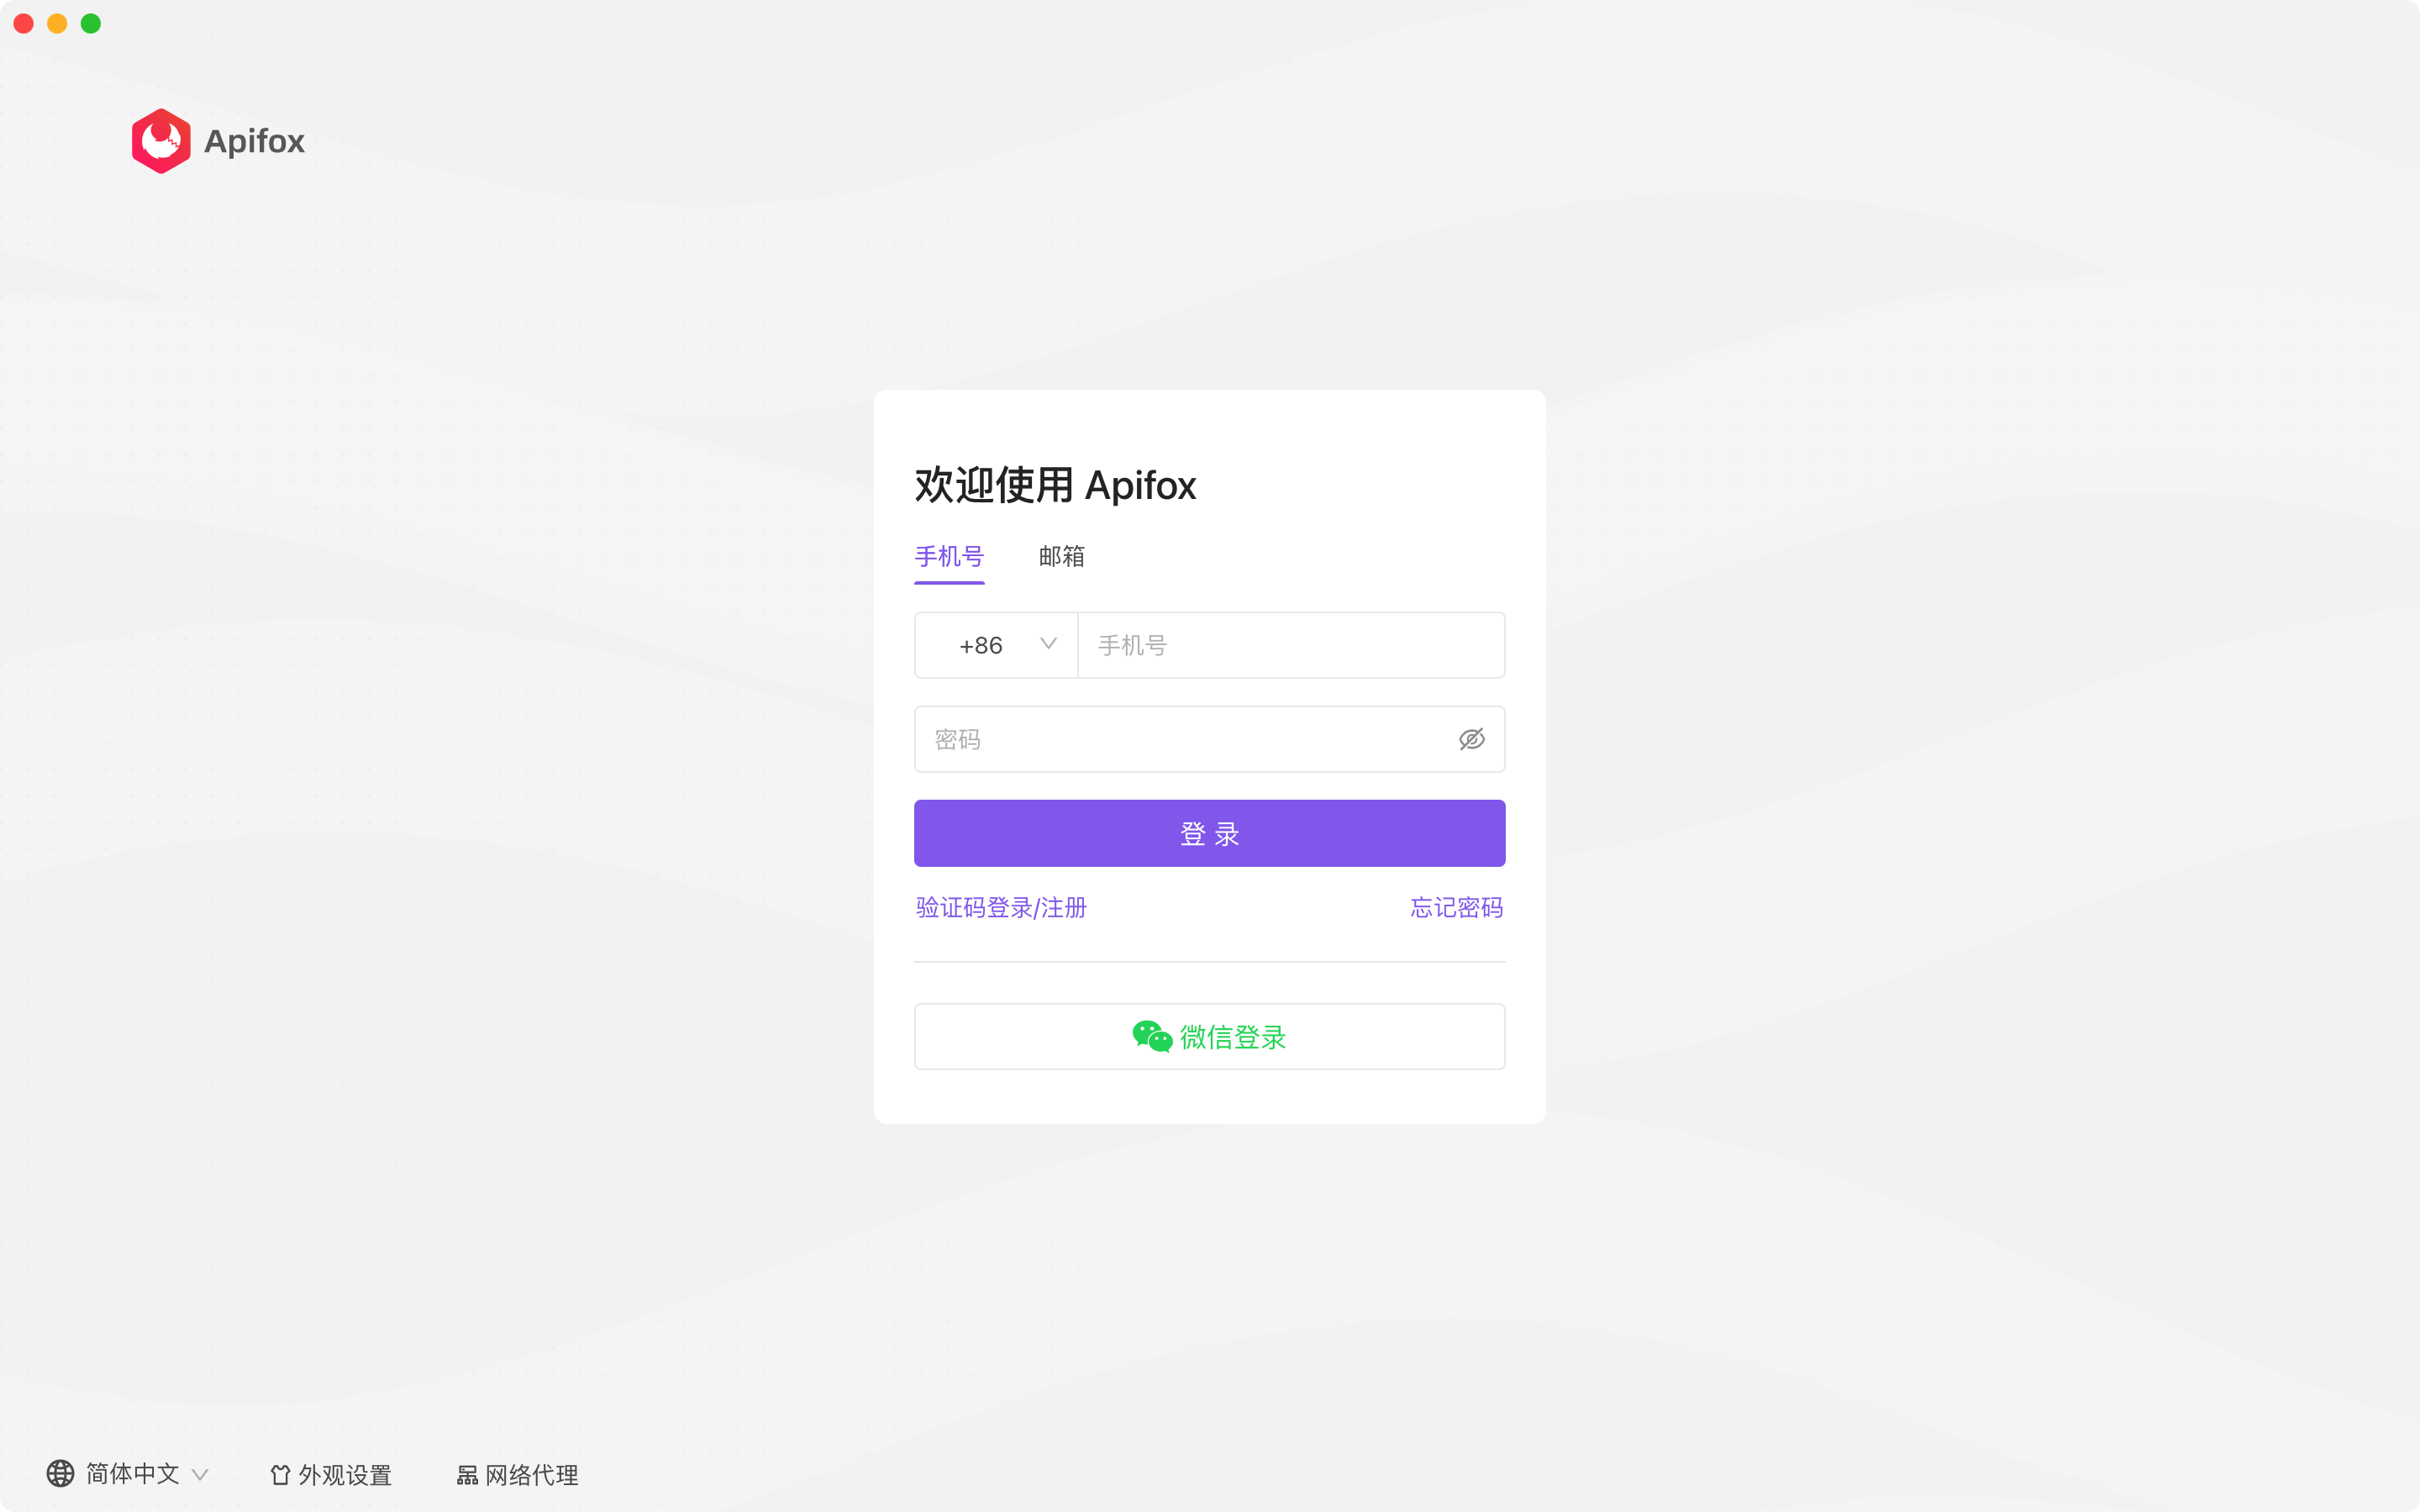 Apifox
欢迎使用 Apifox
手机号 邮箱
+86 手机号
密码
登录
验证码登录/注册 忘记密码
微信登录
简体中文 外观设置 网络代理